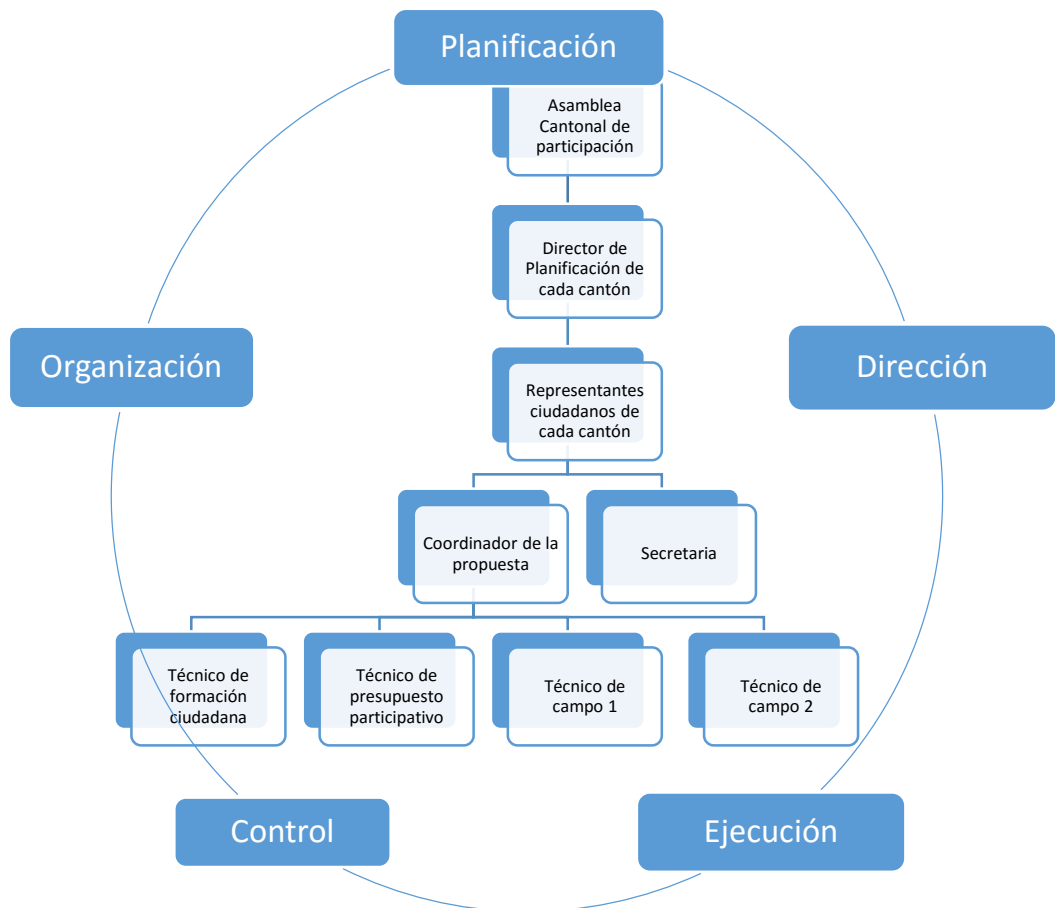 Planificación
Asamblea
Cantonal de
participación
Director de
Planificación de
cada cantón
Organización
Dirección
Representantes
ciudadanos de
cada cantón
Coordinador de la
propuesta
Secretaria
Técnico de
formación
ciudadana
Técnico de
presupuesto
participativo
Técnico de
campo 1
Técnico de
campo 2
Control
Ejecución